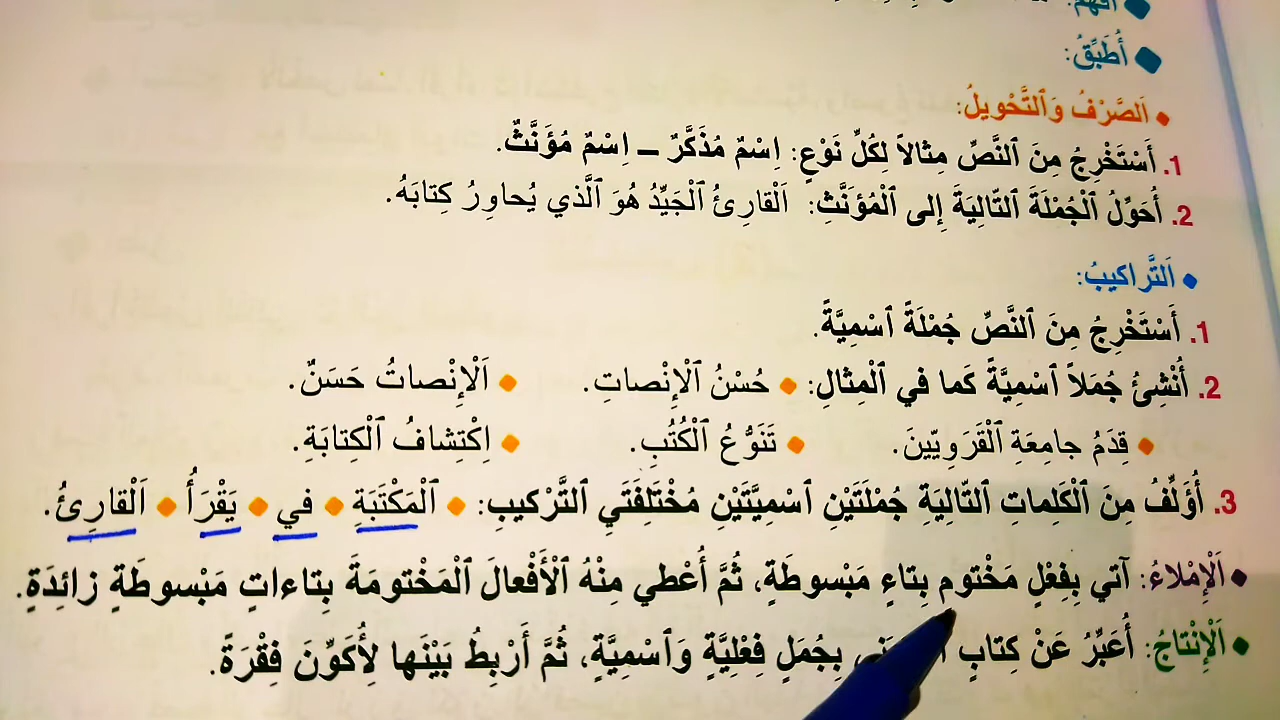 أَفْهَمُ:
أُطَبِّقُ:
اَلصَّرْفُ وَٱلتَّحْوِيلُ:
1. أَسْتَخْرِجُ مِنَ ٱلنَّصِّ مِثالاً لِكُلِّ نَوْعٍ: اِسْمٌ مُذَكَّرٌ – اِسْمٌ مُؤَنَّثٌ.
2. أُحَوِّلُ ٱلْجُمْلَةَ ٱلتّالِيَةَ إِلى ٱلْمُؤَنَّثِ: اَلْقارِئُ ٱلْجَيِّدُ هُوَ ٱلَّذي يُحاوِرُ كِتابَهُ.
اَلتَّراكيبُ:
1. أَسْتَخْرِجُ مِنَ ٱلنَّصِّ جُمْلَةً ٱسْمِيَّةً.
2. أُنْشِئُ جُمَلاً ٱسْمِيَّةً كَما في ٱلْمِثالِ: حُسْنُ ٱلْإِنْصاتِ. اَلْإِنْصاتُ حَسَنٌ.
قِدَمُ جامِعَةِ ٱلْقَرَوِيّينَ. تَنَوُّعُ ٱلْكُتُبِ. اِكْتِشافُ ٱلْكِتابَةِ.
3. أُؤَلِّفُ مِنَ ٱلْكَلِماتِ ٱلتّالِيَةِ جُمْلَتَيْنِ ٱسْمِيَّتَيْنِ مُخْتَلِفَتَيِ ٱلتَّرْكيبِ: ٱلْمَكْتَبَةِ في يَقْرَأُ اَلْقارِئُ.
اَلْإِمْلاءُ: آتي بِفِعْلٍ مَخْتومٍ بِتاءٍ مَبْسوطَةٍ، ثُمَّ أُعْطي مِنْهُ ٱلْأَفْعالَ ٱلْمَخْتومَةَ بِتاءاتٍ مَبْسوطَةٍ زائِدَةٍ.
اَلْإِنْتاجُ: أُعَبِّرُ عَنْ كِتابٍ بِجُمَلٍ فِعْلِيَّةٍ وَٱسْمِيَّةٍ، ثُمَّ أَرْبِطُ بَيْنَها لِأُكَوِّنَ فِقْرَةً.